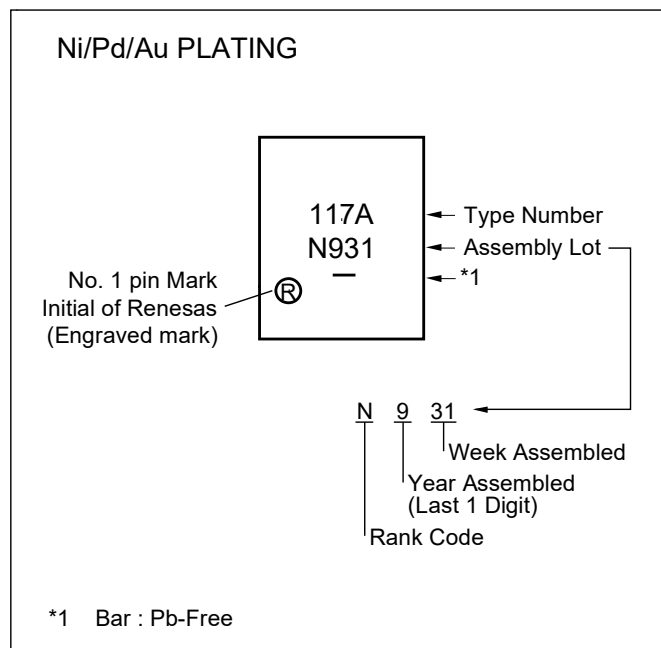 Ni/Pd/Au PLATING
117A
N931
—
Type Number
Assembly Lot
*1
No. 1 pin Mark
Initial of Renesas
(Engraved mark)
R
N 9 31
Week Assembled
Year Assembled
(Last 1 Digit)
Rank Code
*1 Bar : Pb-Free